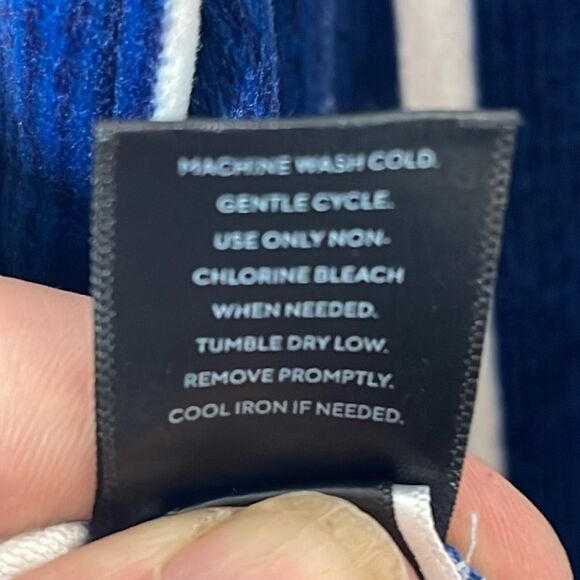 MACHINE WASH COLD.
GENTLE CYCLE.
USE ONLY NON-
CHLORINE BLEACH
WHEN NEEDED.
TUMBLE DRY LOW.
REMOVE PROMPTLY.
COOL IRON IF NEEDED.